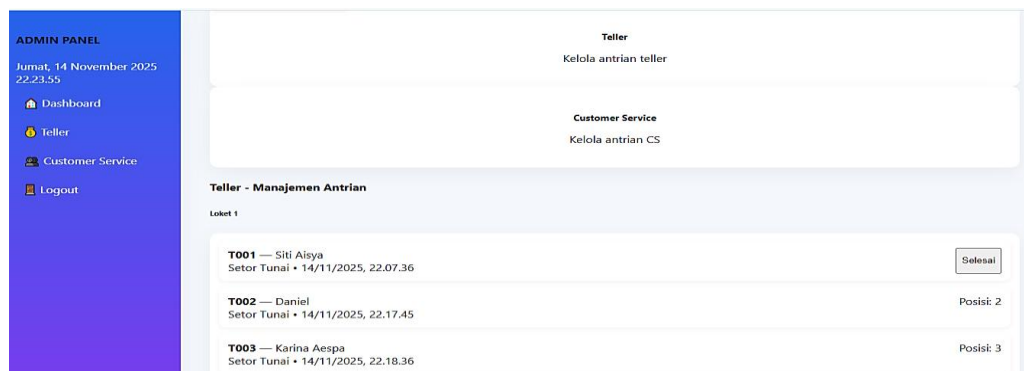 ADMIN PANEL
Jumat, 14 November 2025
22.23.55
Dashboard
Teller
Customer Service
Logout
Teller
Kelola antrian teller
Customer Service
Kelola antrian CS
Teller - Manajemen Antrian
Loket 1
T001 — Siti Aisya
Setor Tunai • 14/11/2025, 22.07.36
Selesai
T002 — Daniel
Setor Tunai • 14/11/2025, 22.17.45
Posisi: 2
T003 — Karina Aespa
Setor Tunai • 14/11/2025, 22.18.36
Posisi: 3